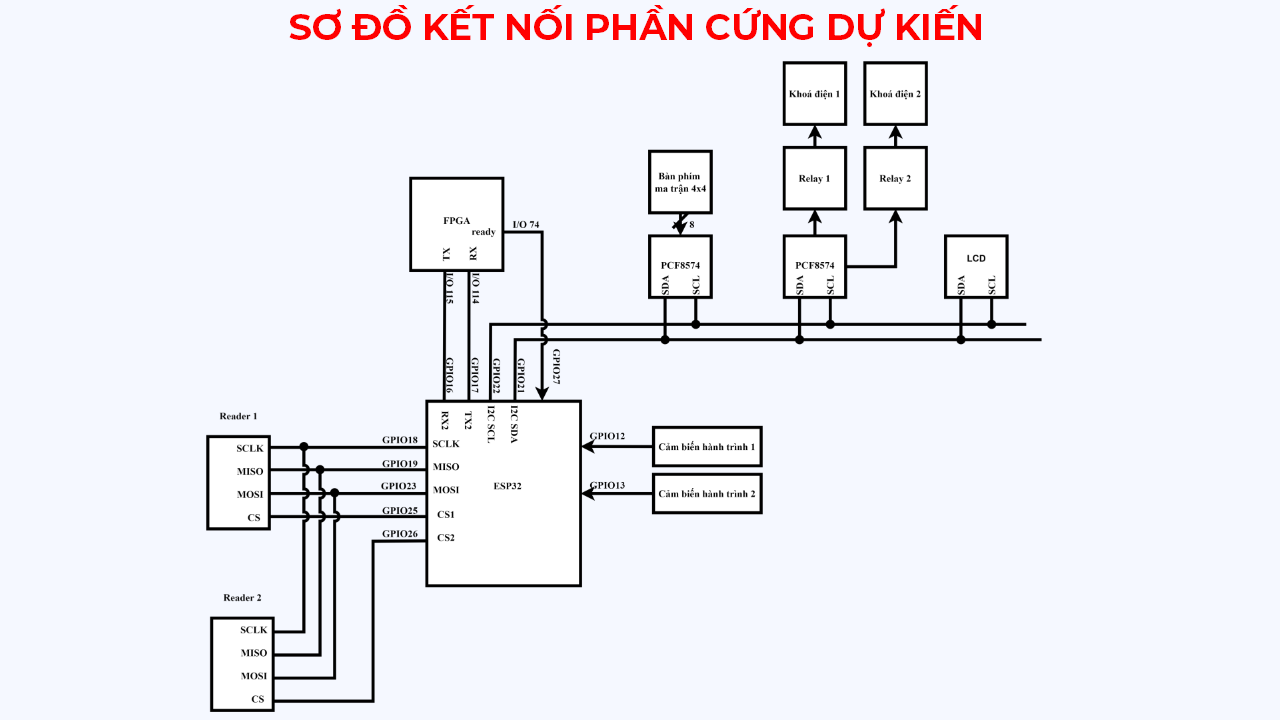 SƠ ĐỒ KẾT NỐI PHẦN CỨNG DỰ KIẾN
Khoá điện 1
Khoá điện 2
Relay 1
Relay 2
Bàn phím
ma trận 4x4
8
PCF8574
SDA
SCL
PCF8574
SDA
SCL
LCD
SDA
SCL
FPGA
ready
TX
RX
I/O 74
I/O 115
I/O 114
GPIO16
GPIO17
GPIO22
GPIO21
GPIO27
RX2
TX2
I2C SCL
I2C SDA
ESP32
SCLK
MISO
MOSI
CS1
CS2
GPIO18
GPIO19
GPIO23
GPIO25
GPIO26
GPIO12
GPIO13
Cảm biến hành trình 1
Cảm biến hành trình 2
Reader 1
SCLK
MISO
MOSI
CS
Reader 2
SCLK
MISO
MOSI
CS